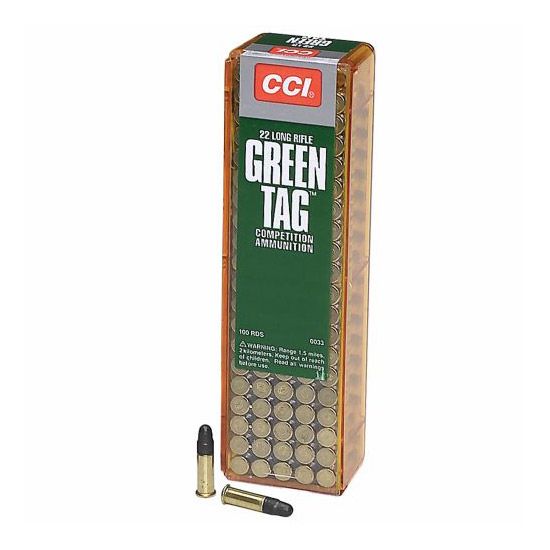 CCI®
22 LONG RIFLE
GREEN
TAG™
COMPETITION
AMMUNITION
100 RDS 0033
⚠WARNING: Range 1.5 miles,
2 kilometers. Keep out of reach
of children. Read all warnings
before use.